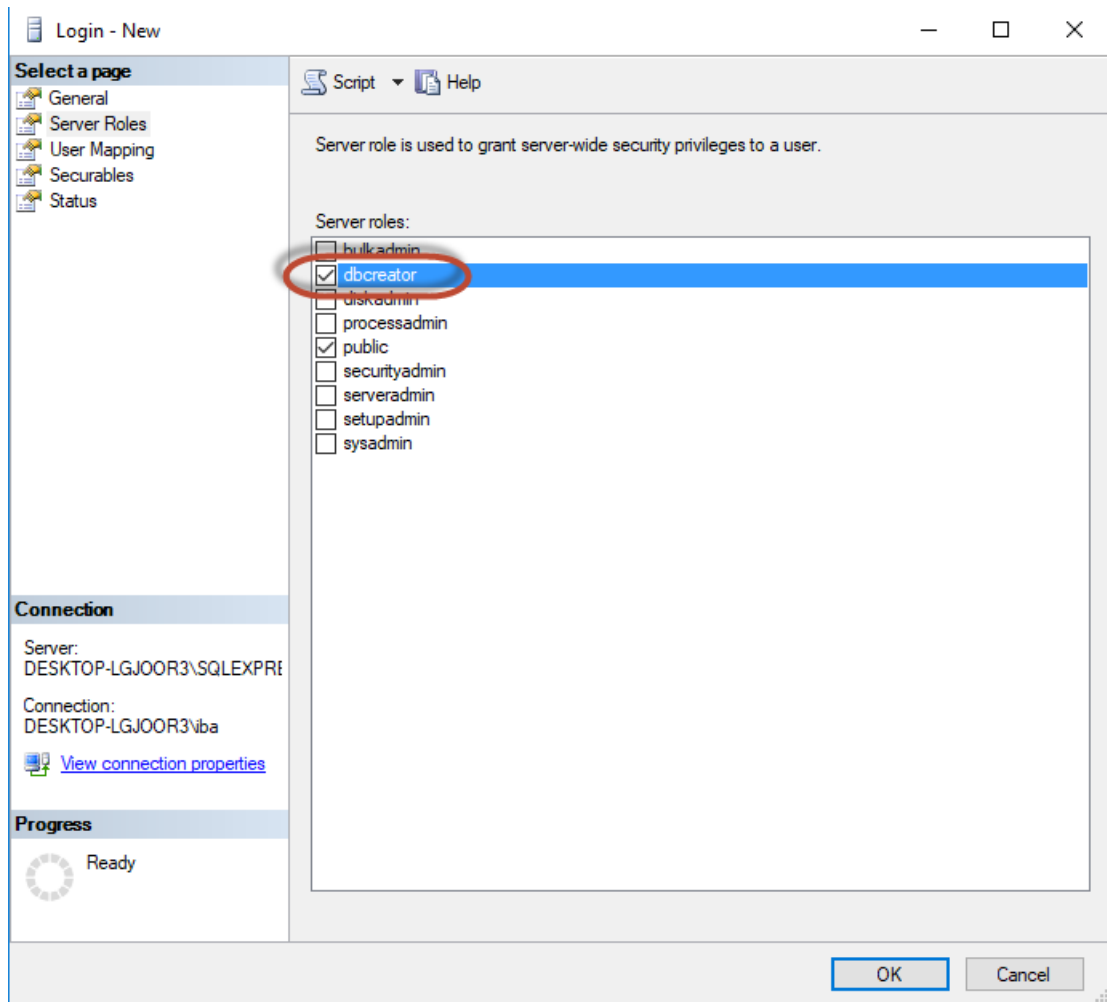 Login - New
Select a page
General
Server Roles
User Mapping
Securables
Status
Script
Help
Server role is used to grant server-wide security privileges to a user.
Server roles:
bulkadmin
dbcreator
diskadmin
processadmin
public
securityadmin
serveradmin
setupadmin
sysadmin
Connection
Server:
DESKTOP-LGJOOR3\SQLEXPRE
Connection:
DESKTOP-LGJOOR3\iba
View connection properties
Progress
Ready
OK
Cancel